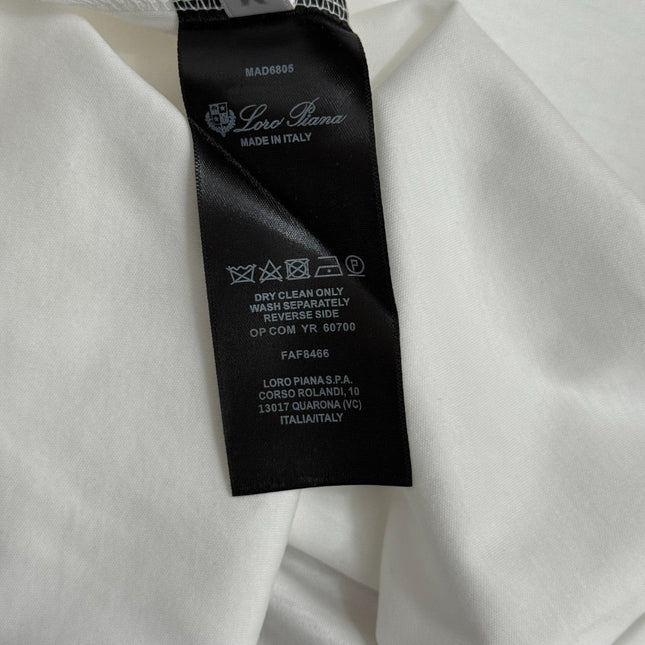 MAD6805
Loro Piana
MADE IN ITALY
P
DRY CLEAN ONLY
WASH SEPARATELY
REVERSE SIDE
OP COM YR 60700
FAF8466
LORO PIANA S.P.A.
CORSO ROLANDI, 10
13017 QUARONA (VC)
ITALIA/ITALY